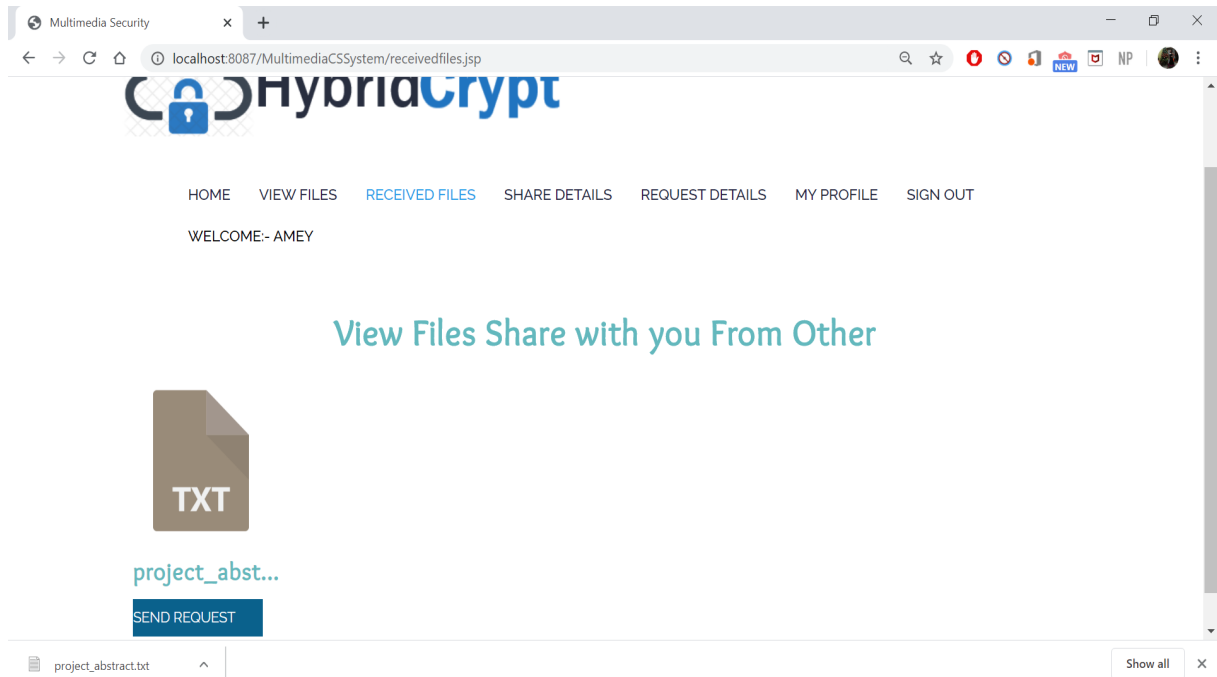 Multimedia Security
localhost:8087/MultimediaCSSystem/receivedfiles.jsp
NEW
NP
HybridCrypt
HOME VIEW FILES RECEIVED FILES SHARE DETAILS REQUEST DETAILS MY PROFILE SIGN OUT
WELCOME:- AMEY
View Files Share with you From Other
TXT
project_abst...
SEND REQUEST
project_abstract.txt
Show all